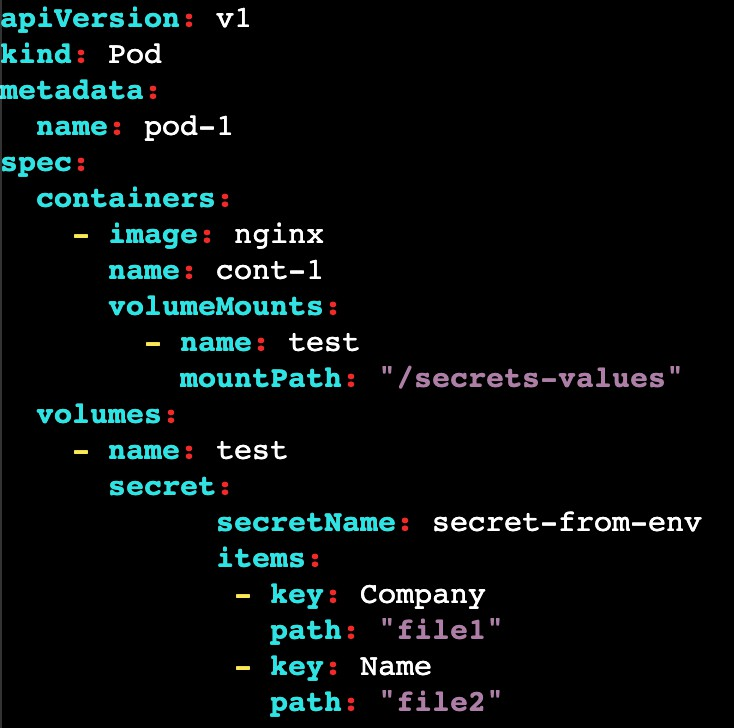 apiVersion: v1
kind: Pod
metadata:
  name: pod-1
spec:
  containers:
    - image: nginx
      name: cont-1
      volumeMounts:
        - name: test
          mountPath: "/secrets-values"
  volumes:
    - name: test
      secret:
            secretName: secret-from-env
            items:
             - key: Company
               path: "file1"
             - key: Name
               path: "file2"